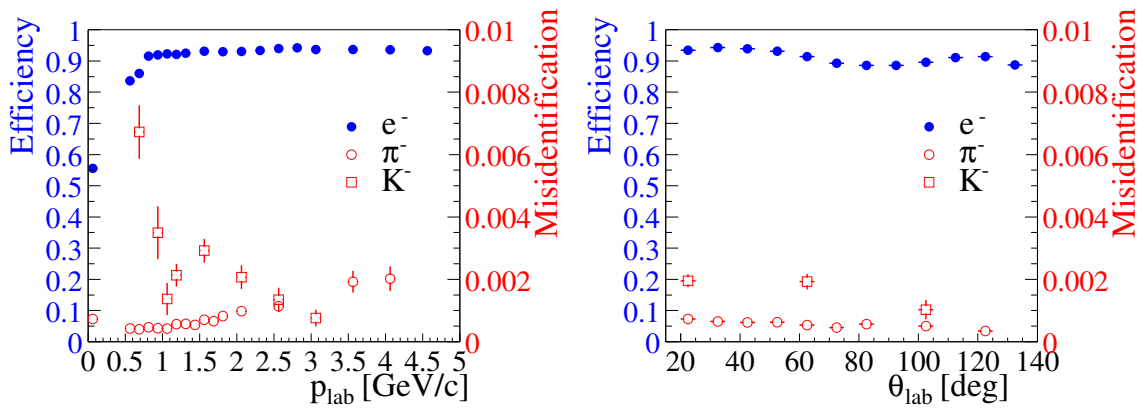 Efficiency
1
0.9
0.8
0.7
0.6
0.5
0.4
0.3
0.2
0.1
0
0 0.5 1 1.5 2 2.5 3 3.5 4 4.5 5
p_lab [GeV/c]
e⁻
π⁻
K⁻
0.01
0.008
0.006
0.004
0.002
0
Misidentification
Efficiency
1
0.9
0.8
0.7
0.6
0.5
0.4
0.3
0.2
0.1
0
20 40 60 80 100 120 140
θ_lab [deg]
e⁻
π⁻
K⁻
0.01
0.008
0.006
0.004
0.002
0
Misidentification